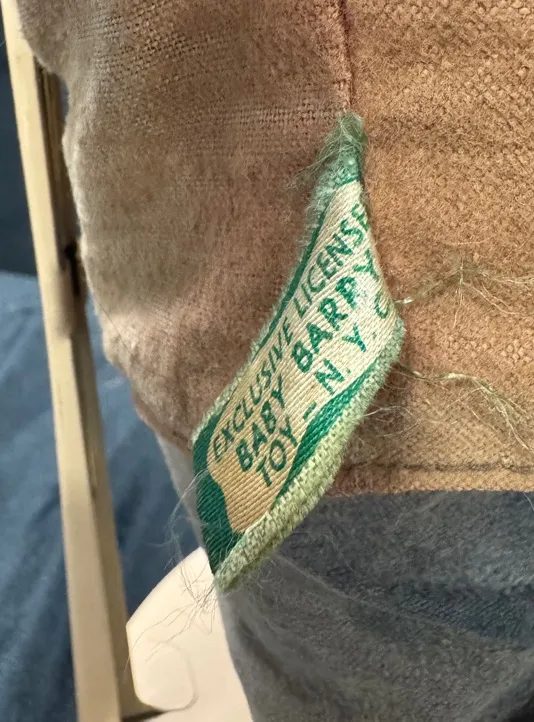 EXCLUSIVE LICENSE
BABY BARRY
TOY - N Y C